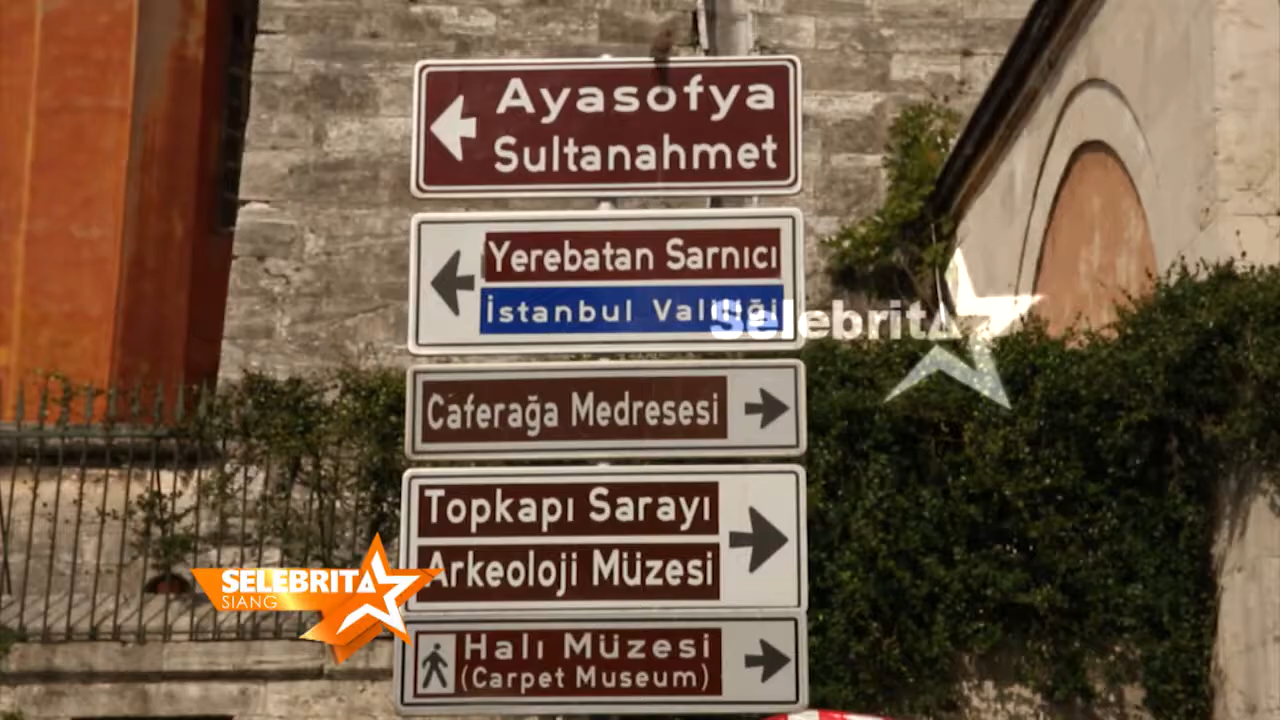 Ayasofya
Sultanahmet
Yerebatan Sarnıcı
İstanbul Valiliği
Selebrita
Caferağa Medresesi
Topkapı Sarayı
Arkeoloji Müzesi
SELEBRITA
SIANG
Halı Müzesi
(Carpet Museum)